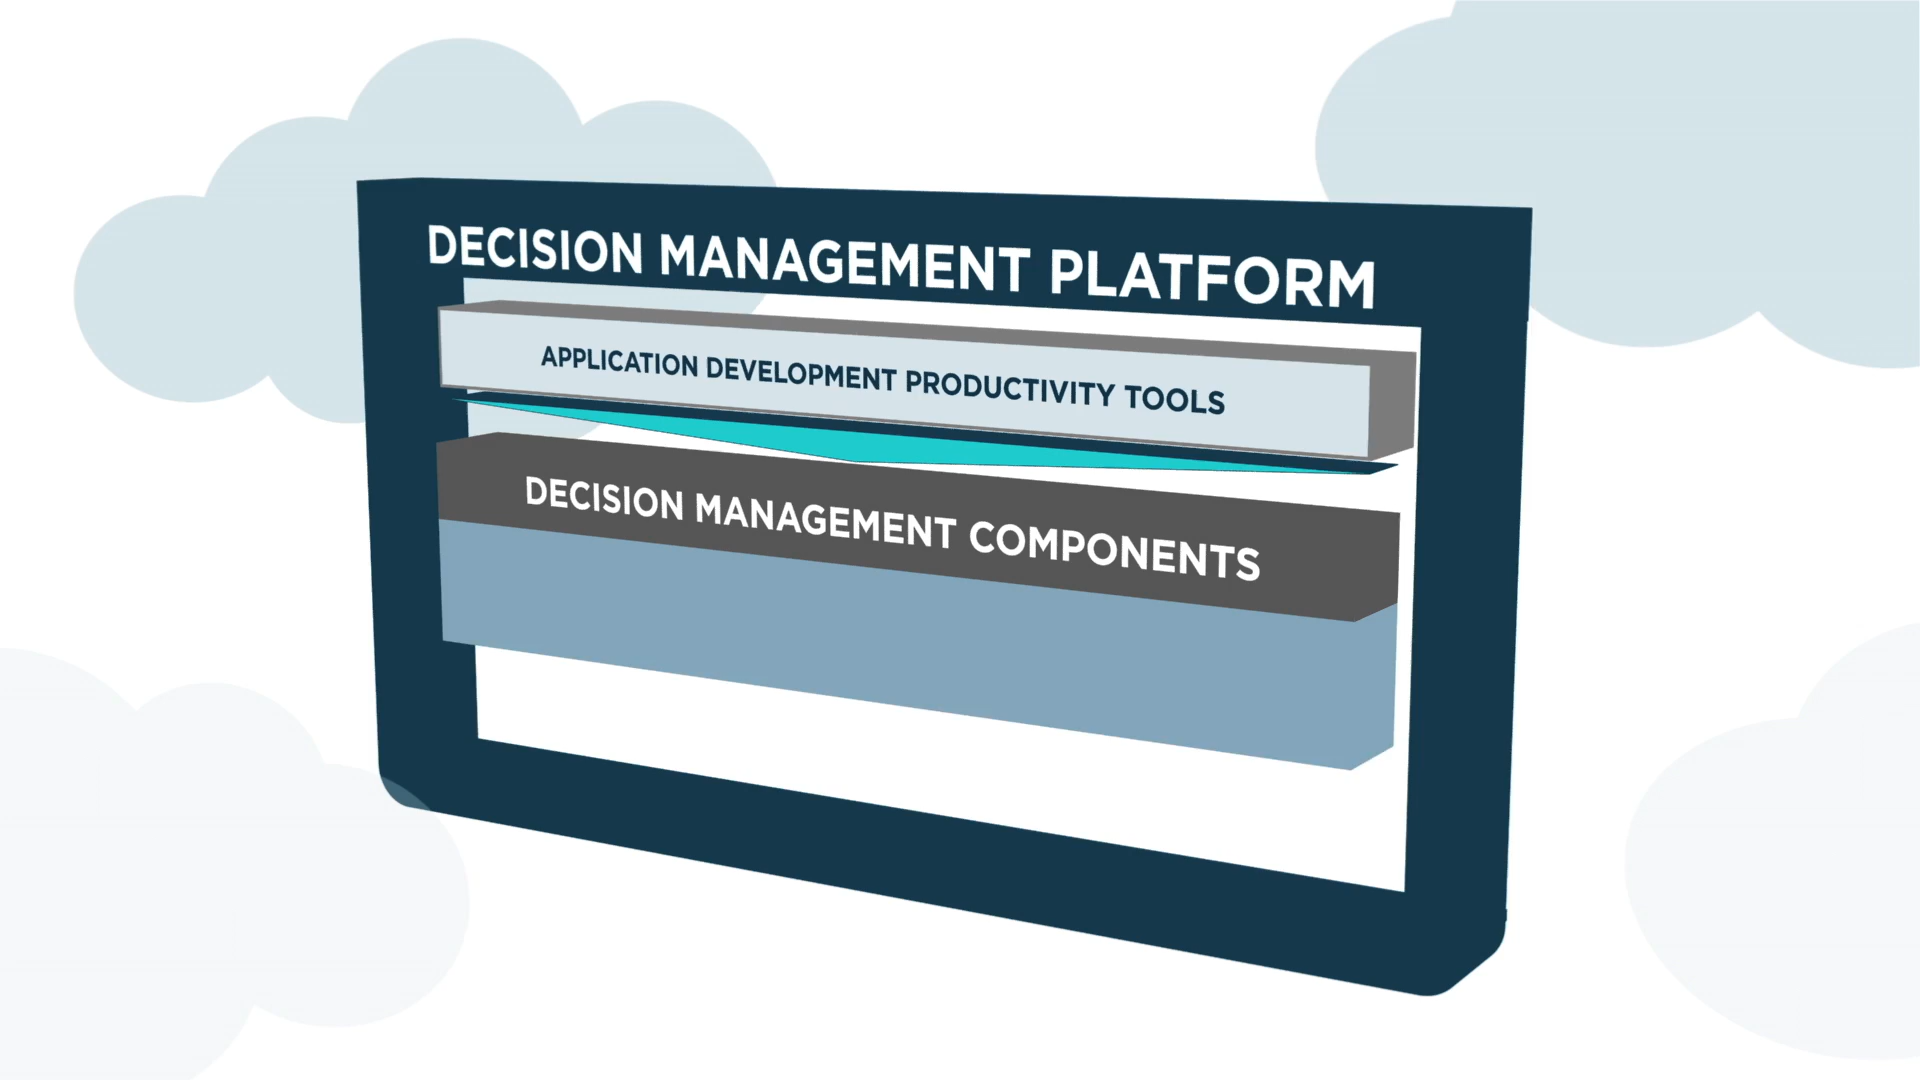 DECISION MANAGEMENT PLATFORM
APPLICATION DEVELOPMENT PRODUCTIVITY TOOLS
DECISION MANAGEMENT COMPONENTS